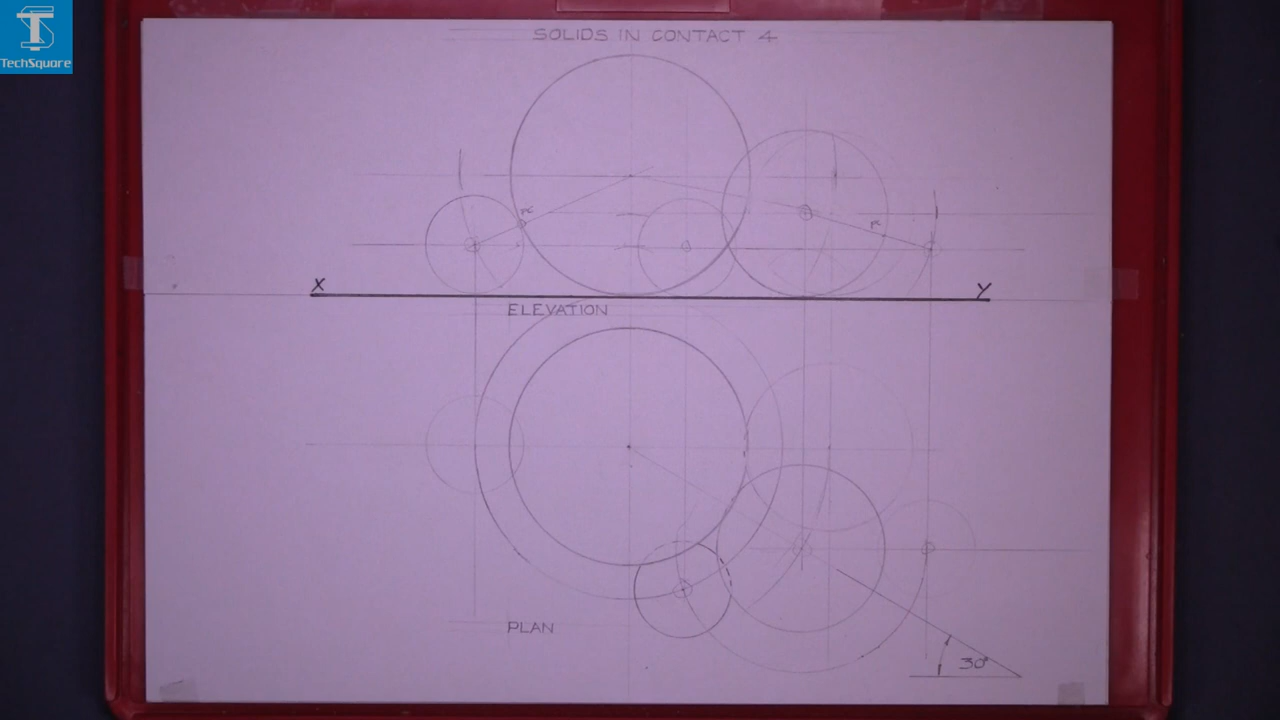 TechSquare
SOLIDS IN CONTACT 4
r
r
X
Y
ELEVATION
PLAN
30°